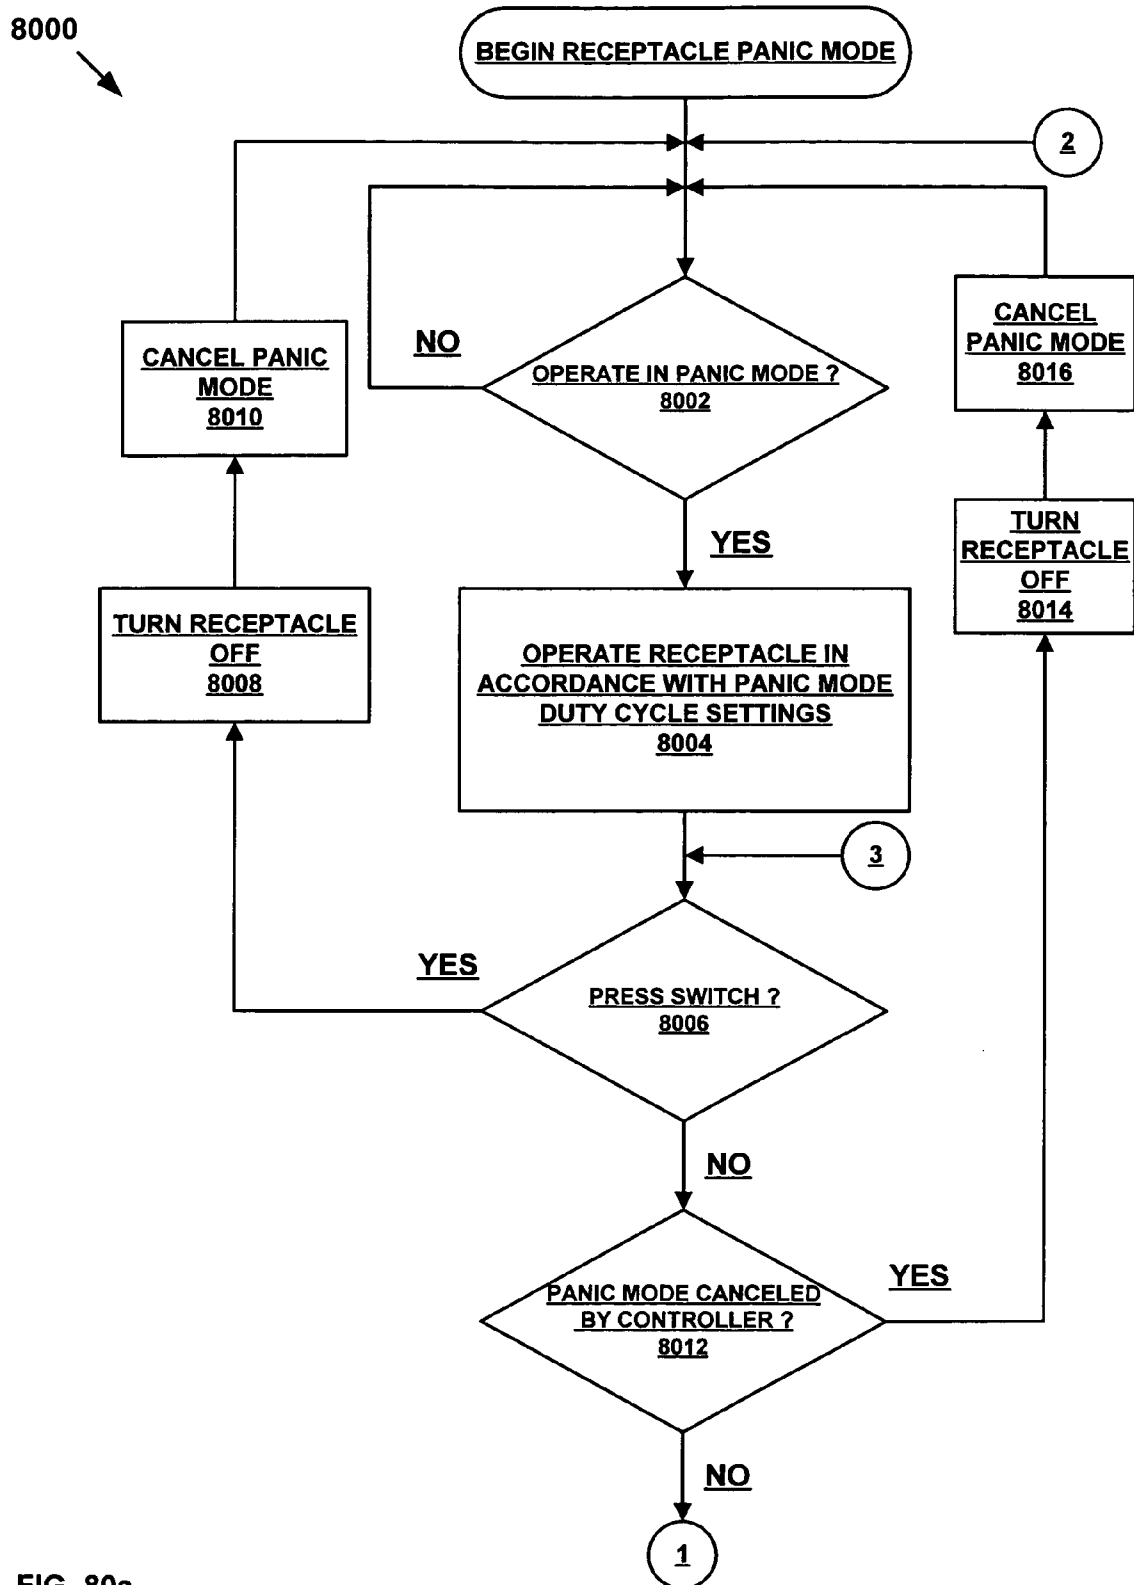 8000
BEGIN RECEPTACLE PANIC MODE
2
CANCEL PANIC
MODE
8010
NO
OPERATE IN PANIC MODE ?
8002
CANCEL
PANIC MODE
8016
YES
TURN
RECEPTACLE
OFF
8014
TURN RECEPTACLE
OFF
8008
OPERATE RECEPTACLE IN
ACCORDANCE WITH PANIC MODE
DUTY CYCLE SETTINGS
8004
3
YES
PRESS SWITCH ?
8006
NO
PANIC MODE CANCELED
BY CONTROLLER ?
8012
YES
NO
1
FIG. 80a